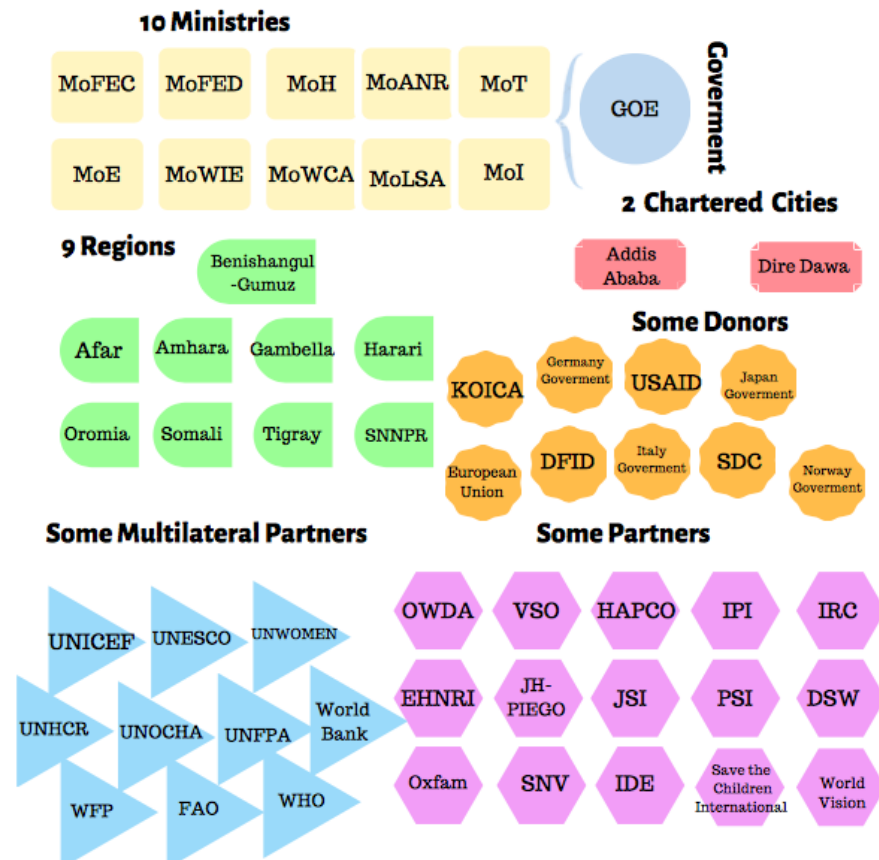 10 Ministries
MoFEC
MoFED
MoH
MoANR
MoT
MoE
MoWIE
MoWCA
MoLSA
MoI
GOE
Goverment
2 Chartered Cities
Addis
Ababa
Dire Dawa
9 Regions
Benishangul
-Gumuz
Afar
Amhara
Gambella
Harari
Oromia
Somali
Tigray
SNNPR
Some Donors
KOICA
Germany
Goverment
USAID
Japan
Goverment
European
Union
DFID
Italy
Goverment
SDC
Norway
Goverment
Some Multilateral Partners
UNICEF
UNESCO
UNWOMEN
UNHCR
UNOCHA
UNFPA
World
Bank
WFP
FAO
WHO
Some Partners
OWDA
VSO
HAPCO
IPI
IRC
EHNRI
JH-
PIEGO
JSI
PSI
DSW
Oxfam
SNV
IDE
Save the
Children
International
World
Vision